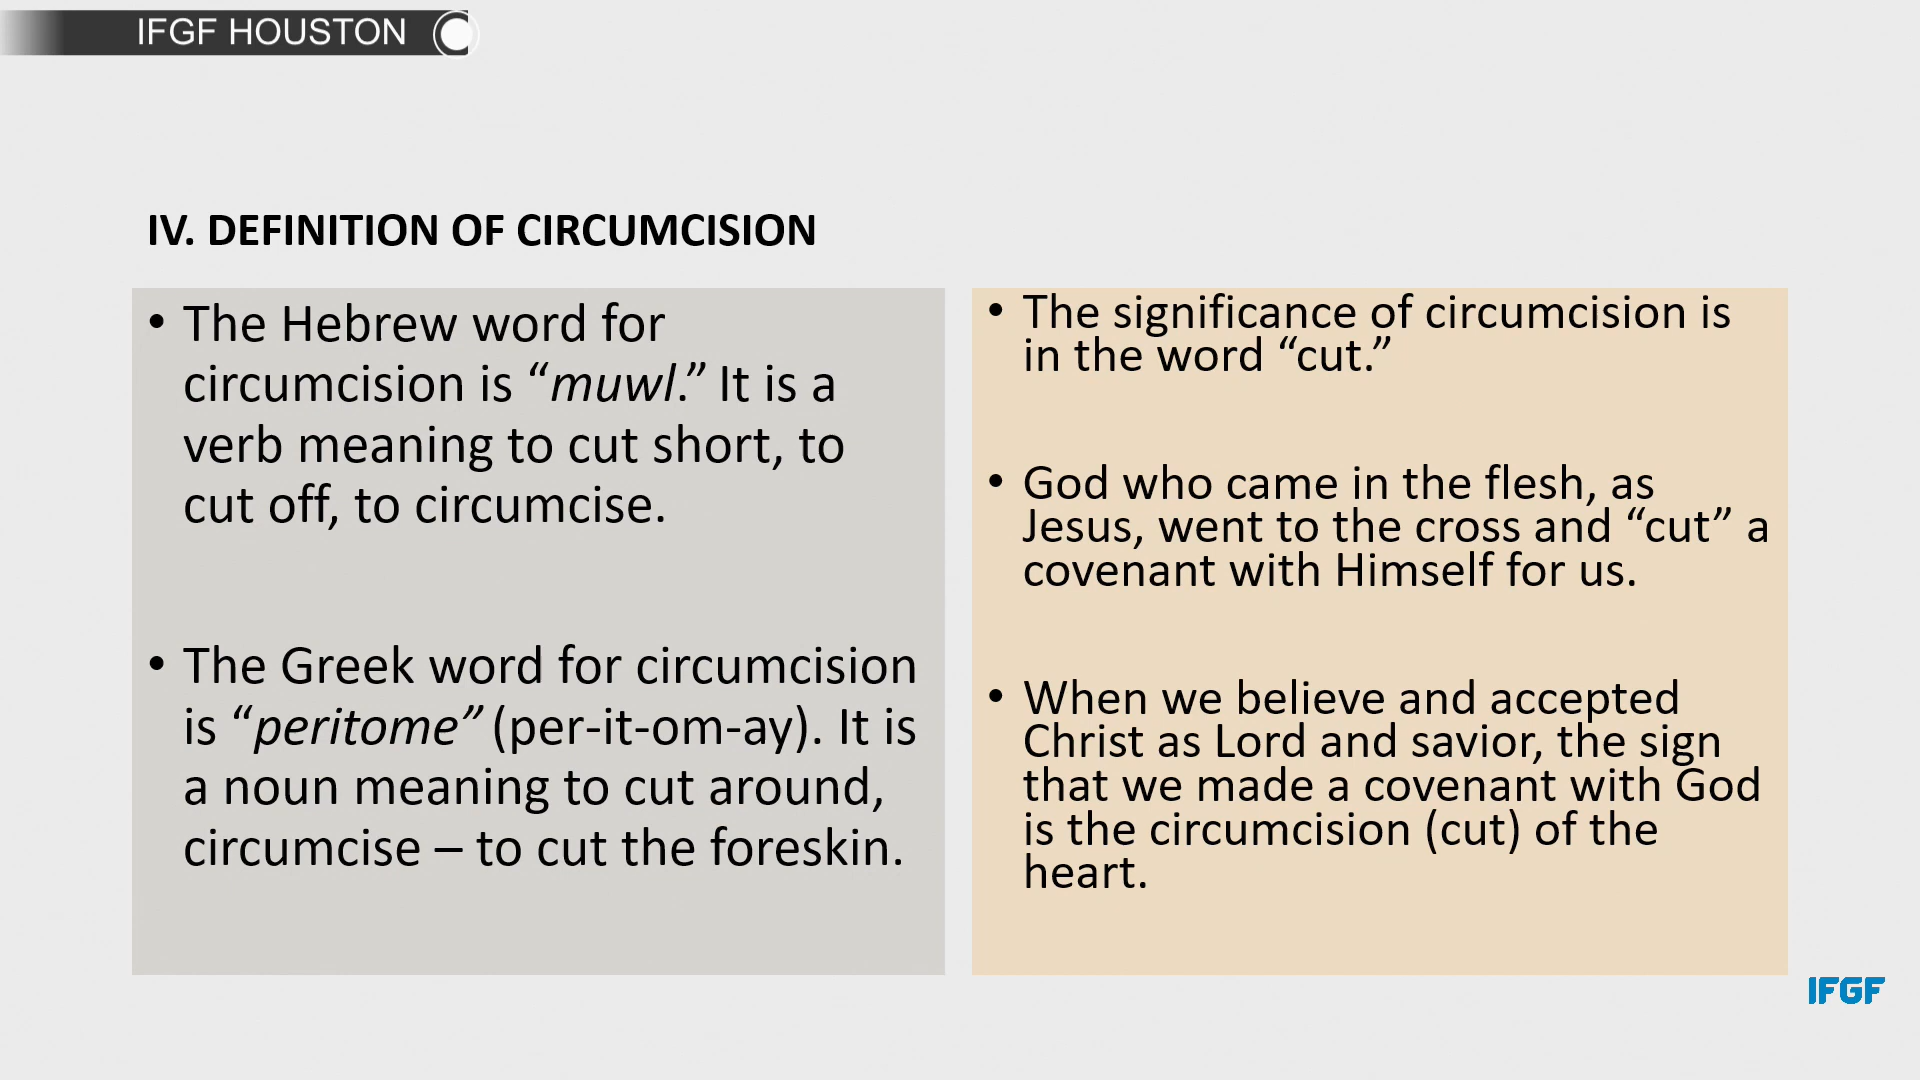 IFGF HOUSTON
IV. DEFINITION OF CIRCUMCISION
• The Hebrew word for
circumcision is “muwl.” It is a
verb meaning to cut short, to
cut off, to circumcise.
• The Greek word for circumcision
is “peritome” (per-it-om-ay). It is
a noun meaning to cut around,
circumcise – to cut the foreskin.
• The significance of circumcision is
in the word “cut.”
• God who came in the flesh, as
Jesus, went to the cross and “cut” a
covenant with Himself for us.
• When we believe and accepted
Christ as Lord and savior, the sign
that we made a covenant with God
is the circumcision (cut) of the
heart.
IFGF